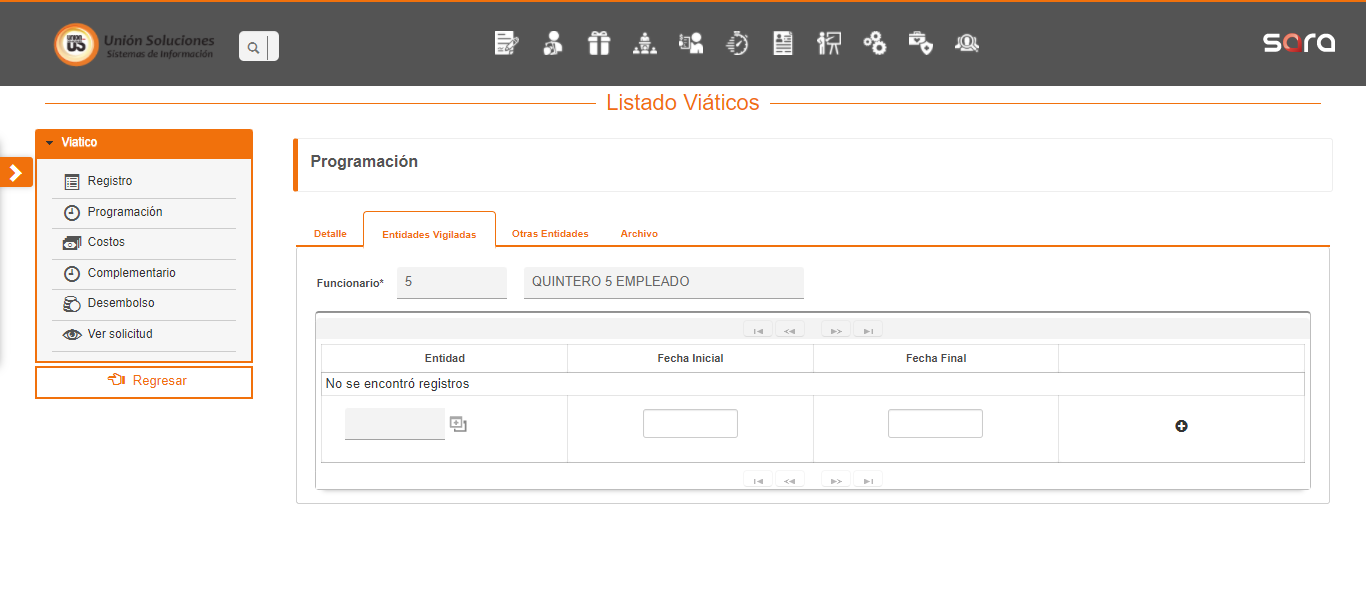 UNION
US
Unión Soluciones
Sistemas de Información
sara
Listado Viáticos
Viatico
Registro
Programación
Costos
Complementario
Desembolso
Ver solicitud
Regresar
Programación
Detalle
Entidades Vigiladas
Otras Entidades
Archivo
Funcionario*
5
QUINTERO 5 EMPLEADO
Entidad
Fecha Inicial
Fecha Final
No se encontró registros